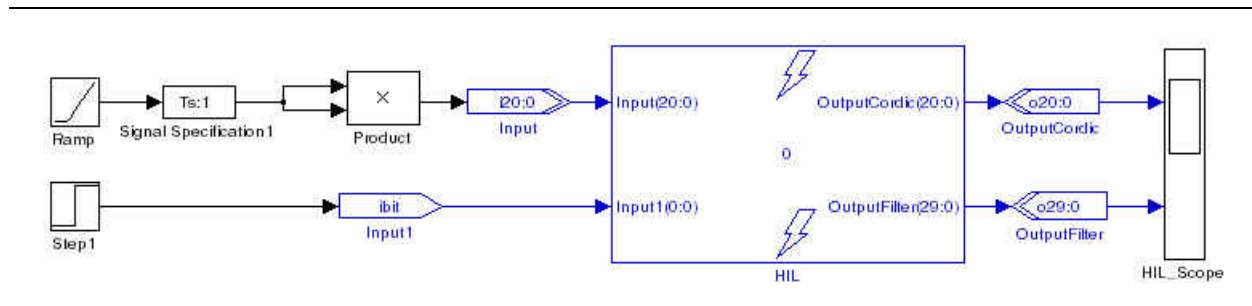 Ramp
Ts:1
Signal Specification1
×
Product
i20:0
Input
Input(20:0)
OutputCordic(20:0)
o20:0
OutputCordic
0
Step1
ibit
Input1
Input1(0:0)
OutputFilter(29:0)
o29:0
OutputFilter
HIL
HIL_Scope